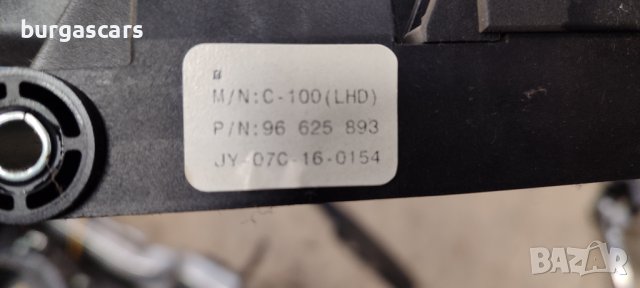 burgascars
M/N:C-100(LHD)
P/N:96 625 893
JY 07C-16-0154
BAZAR